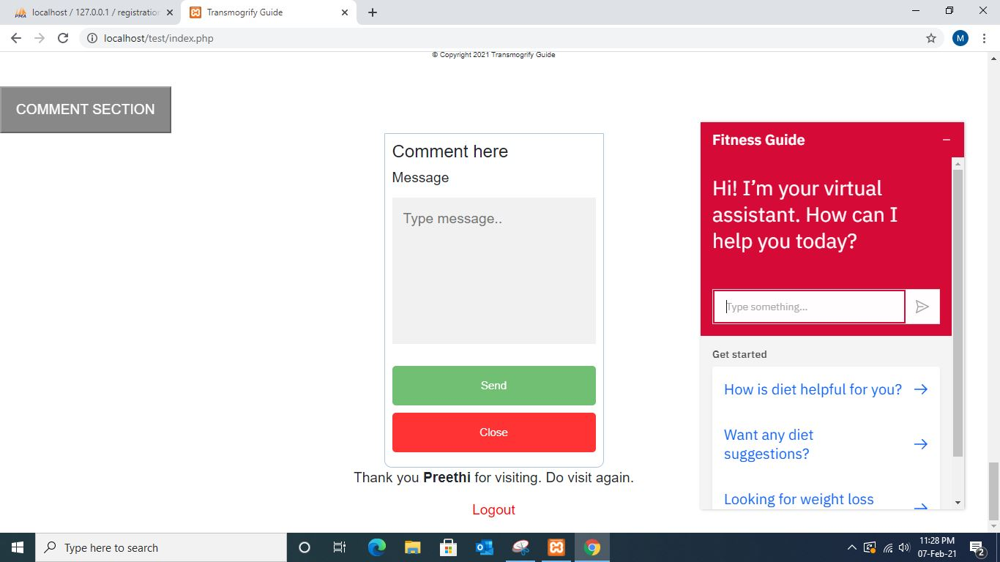 localhost / 127.0.0.1 / registration
Transmogrify Guide
localhost/test/index.php
M
© Copyright 2021 Transmogrify Guide
COMMENT SECTION
Comment here
Message
Type message..
Send
Close
Thank you Preethi for visiting. Do visit again.
Logout
Fitness Guide
Hi! I’m your virtual
assistant. How can I
help you today?
Type something...
Get started
How is diet helpful for you?
Want any diet
suggestions?
Looking for weight loss
Type here to search
11:28 PM
07-Feb-21
2